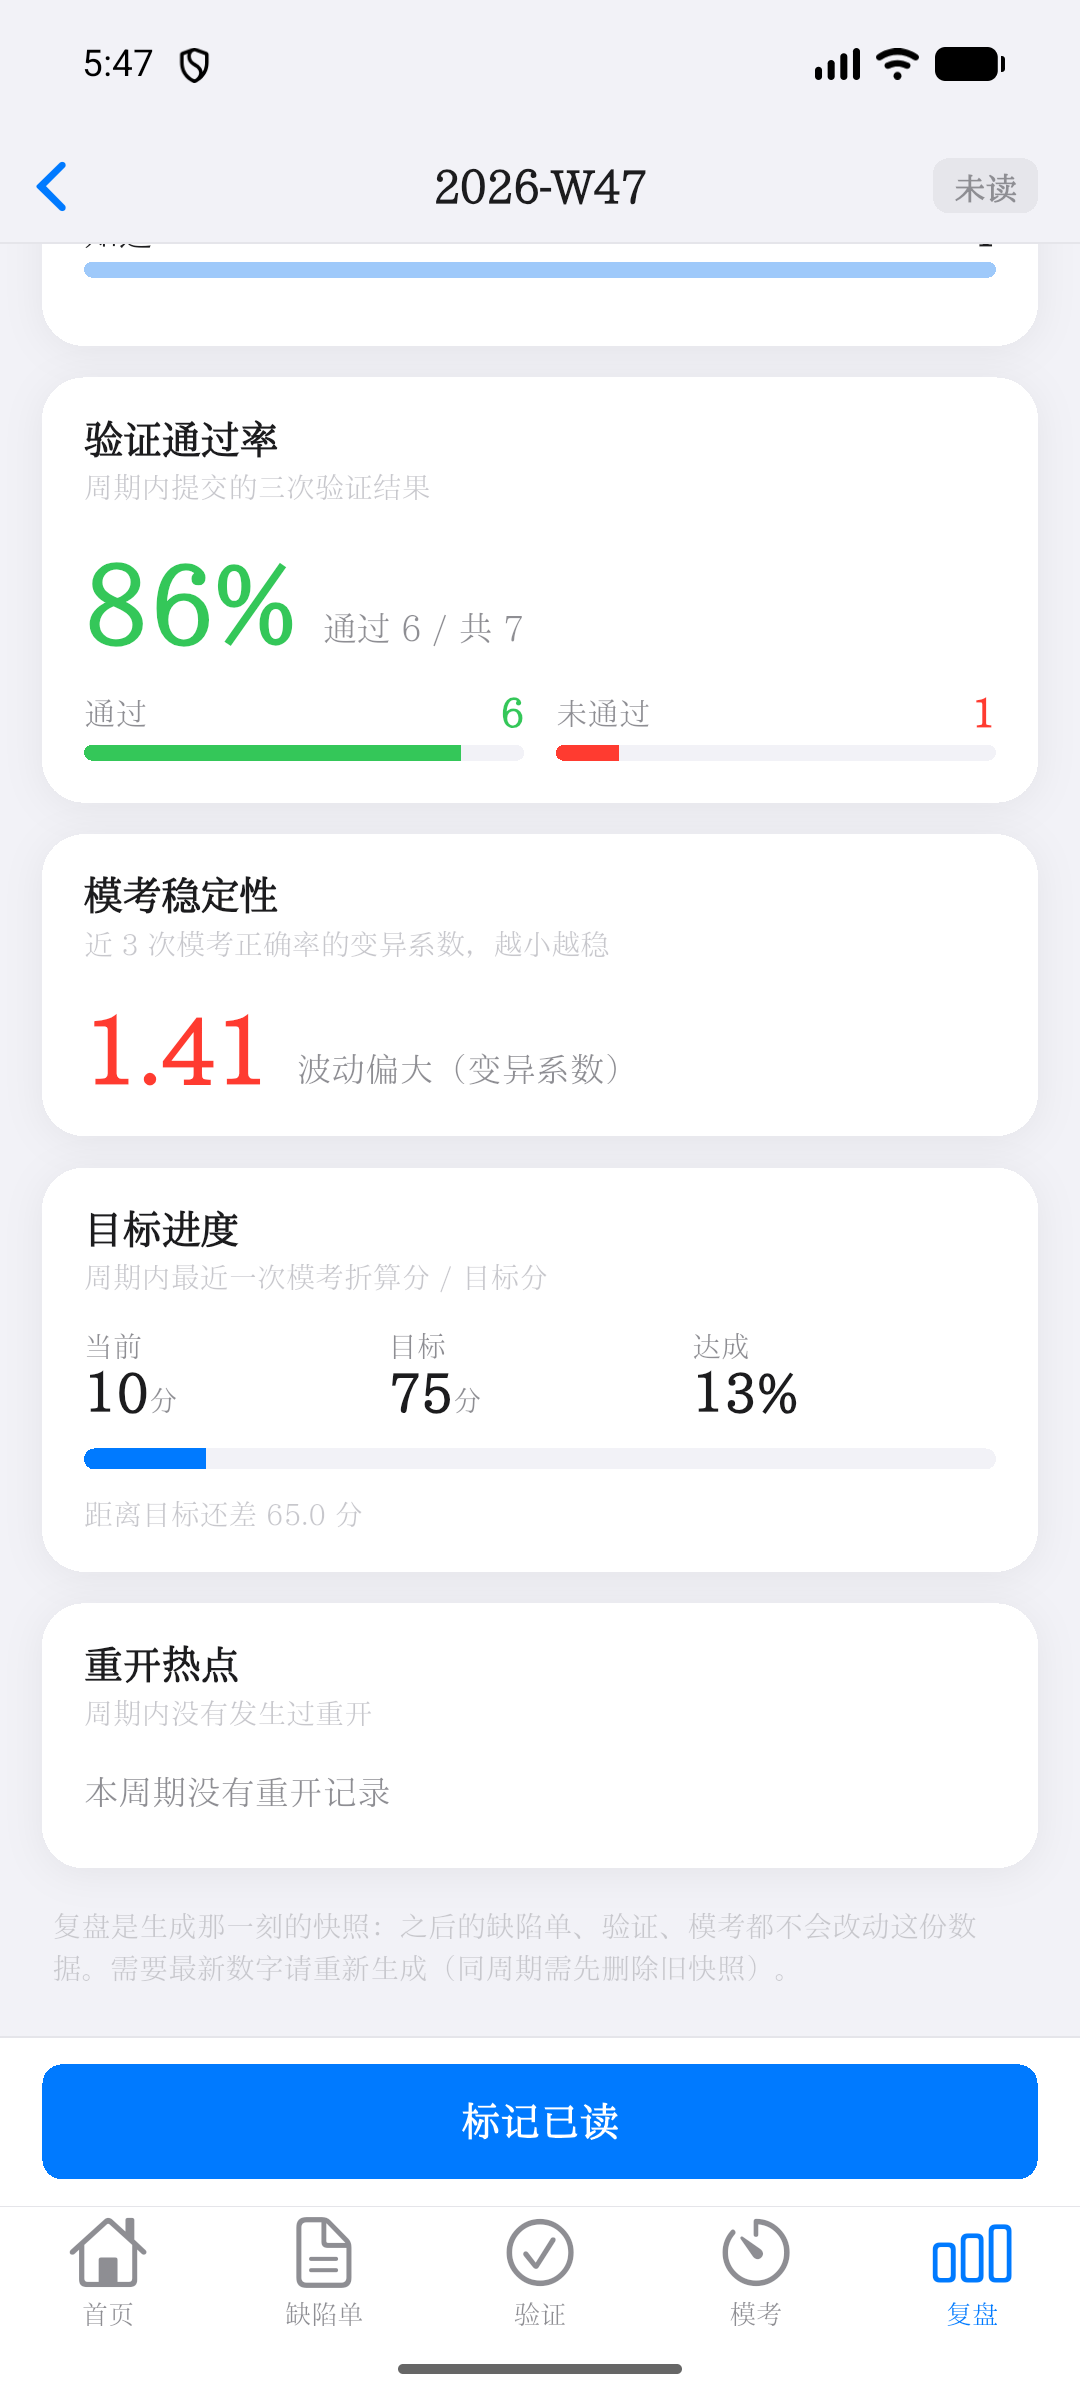 5:47
2026-W47
未读
验证通过率
周期内提交的三次验证结果
86% 通过 6 / 共 7
通过 6 未通过 1
模考稳定性
近 3 次模考正确率的变异系数，越小越稳
1.41 波动偏大（变异系数）
目标进度
周期内最近一次模考折算分 / 目标分
当前 目标 达成
10分 75分 13%
距离目标还差 65.0 分
重开热点
周期内没有发生过重开
本周期没有重开记录
复盘是生成那一刻的快照：之后的缺陷单、验证、模考都不会改动这份数
据。需要最新数字请重新生成（同周期需先删除旧快照）。
标记已读
首页 缺陷单 验证 模考 复盘